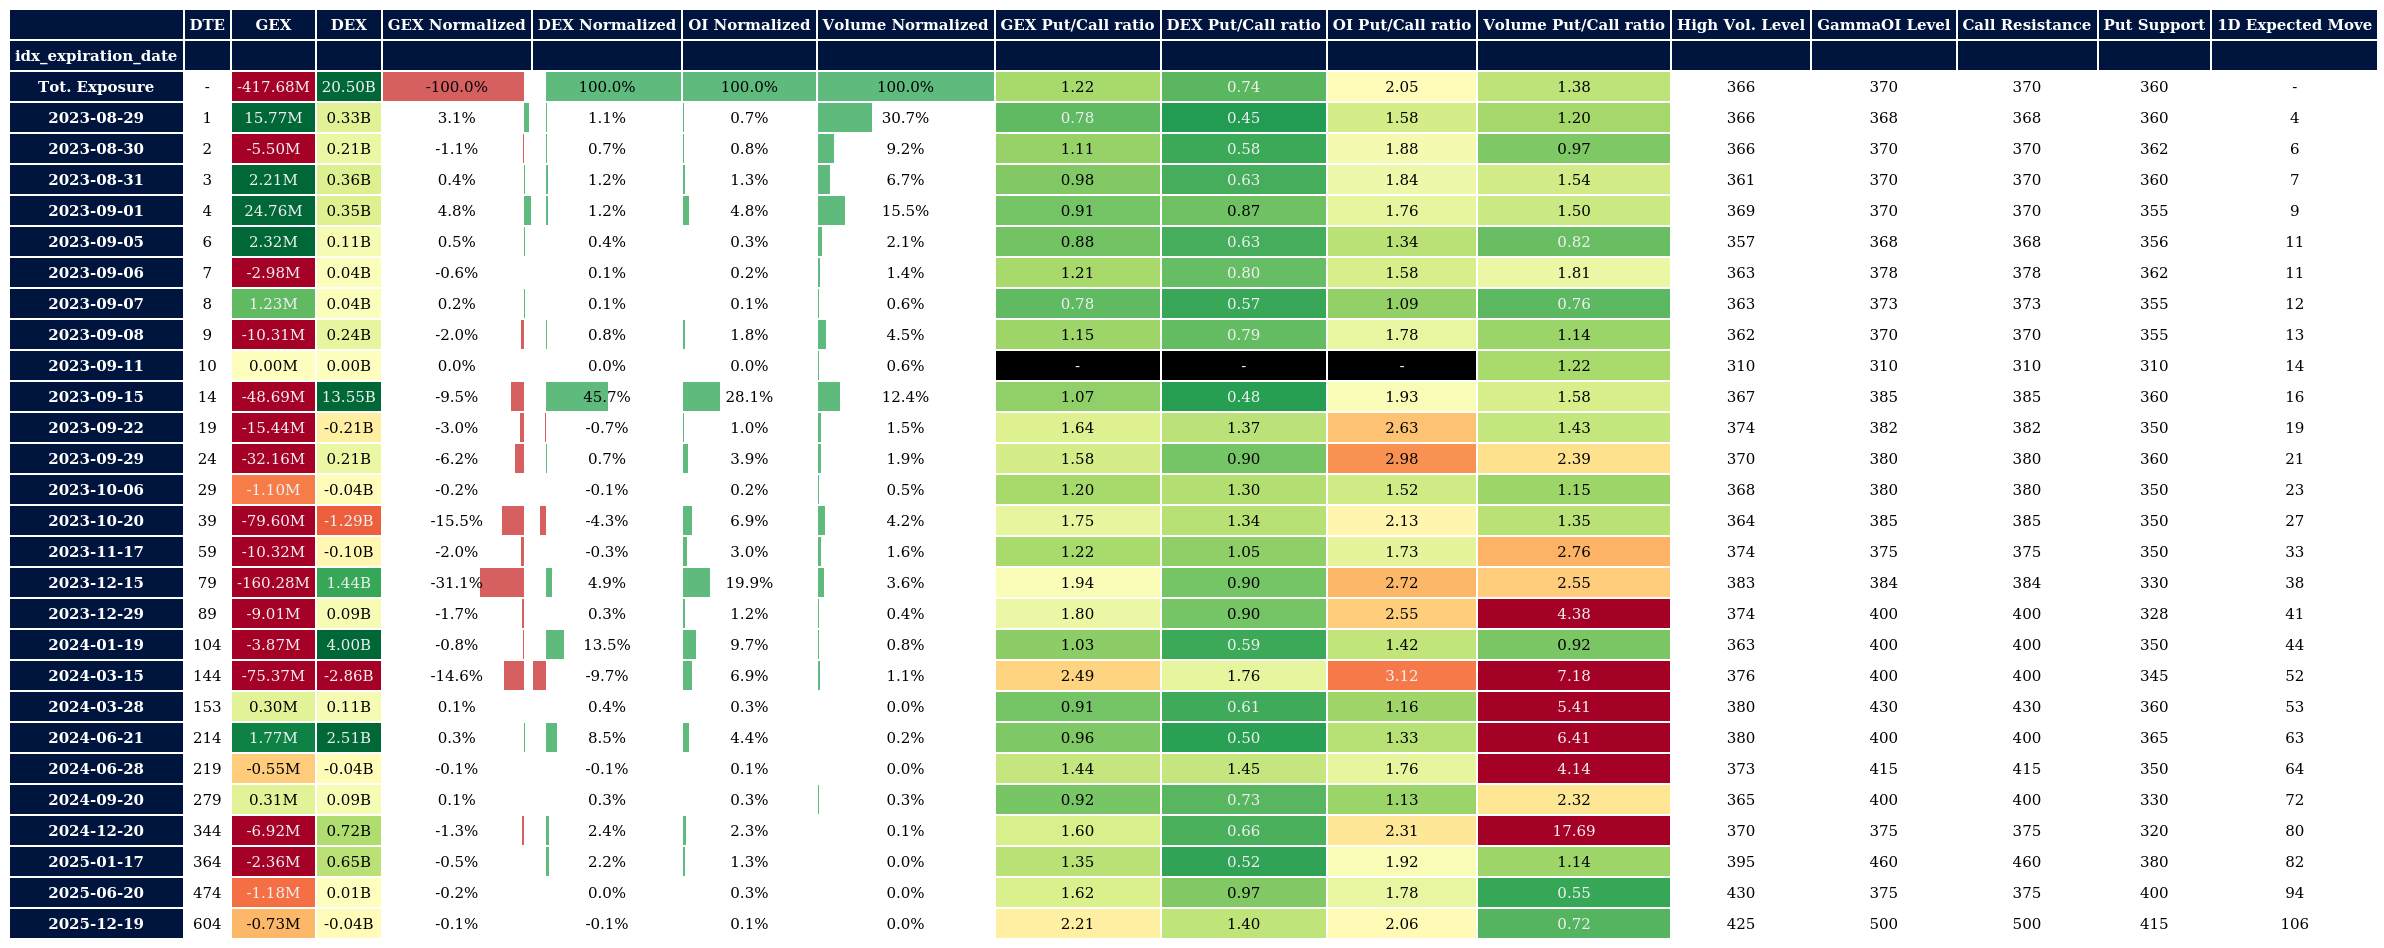 DTE GEX DEX GEX Normalized DEX Normalized OI Normalized Volume Normalized GEX Put/Call ratio DEX Put/Call ratio OI Put/Call ratio Volume Put/Call ratio High Vol. Level GammaOI Level Call Resistance Put Support 1D Expected Move
idx_expiration_date
Tot. Exposure - -417.68M 20.50B -100.0% 100.0% 100.0% 100.0% 1.22 0.74 2.05 1.38 366 370 370 360 -
2023-08-29 1 15.77M 0.33B 3.1% 1.1% 0.7% 30.7% 0.78 0.45 1.58 1.20 366 368 368 360 4
2023-08-30 2 -5.50M 0.21B -1.1% 0.7% 0.8% 9.2% 1.11 0.58 1.88 0.97 366 370 370 362 6
2023-08-31 3 2.21M 0.36B 0.4% 1.2% 1.3% 6.7% 0.98 0.63 1.84 1.54 361 370 370 360 7
2023-09-01 4 24.76M 0.35B 4.8% 1.2% 4.8% 15.5% 0.91 0.87 1.76 1.50 369 370 370 355 9
2023-09-05 6 2.32M 0.11B 0.5% 0.4% 0.3% 2.1% 0.88 0.63 1.34 0.82 357 368 368 356 11
2023-09-06 7 -2.98M 0.04B -0.6% 0.1% 0.2% 1.4% 1.21 0.80 1.58 1.81 363 378 378 362 11
2023-09-07 8 1.23M 0.04B 0.2% 0.1% 0.1% 0.6% 0.78 0.57 1.09 0.76 363 373 373 355 12
2023-09-08 9 -10.31M 0.24B -2.0% 0.8% 1.8% 4.5% 1.15 0.79 1.78 1.14 362 370 370 355 13
2023-09-11 10 0.00M 0.00B 0.0% 0.0% 0.0% 0.6% - - - 1.22 310 310 310 310 14
2023-09-15 14 -48.69M 13.55B -9.5% 45.7% 28.1% 12.4% 1.07 0.48 1.93 1.58 367 385 385 360 16
2023-09-22 19 -15.44M -0.21B -3.0% -0.7% 1.0% 1.5% 1.64 1.37 2.63 1.43 374 382 382 350 19
2023-09-29 24 -32.16M 0.21B -6.2% 0.7% 3.9% 1.9% 1.58 0.90 2.98 2.39 370 380 380 360 21
2023-10-06 29 -1.10M -0.04B -0.2% -0.1% 0.2% 0.5% 1.20 1.30 1.52 1.15 368 380 380 350 23
2023-10-20 39 -79.60M -1.29B -15.5% -4.3% 6.9% 4.2% 1.75 1.34 2.13 1.35 364 385 385 350 27
2023-11-17 59 -10.32M -0.10B -2.0% -0.3% 3.0% 1.6% 1.22 1.05 1.73 2.76 374 375 375 350 33
2023-12-15 79 -160.28M 1.44B -31.1% 4.9% 19.9% 3.6% 1.94 0.90 2.72 2.55 383 384 384 330 38
2023-12-29 89 -9.01M 0.09B -1.7% 0.3% 1.2% 0.4% 1.80 0.90 2.55 4.38 374 400 400 328 41
2024-01-19 104 -3.87M 4.00B -0.8% 13.5% 9.7% 0.8% 1.03 0.59 1.42 0.92 363 400 400 350 44
2024-03-15 144 -75.37M -2.86B -14.6% -9.7% 6.9% 1.1% 2.49 1.76 3.12 7.18 376 400 400 345 52
2024-03-28 153 0.30M 0.11B 0.1% 0.4% 0.3% 0.0% 0.91 0.61 1.16 5.41 380 430 430 360 53
2024-06-21 214 1.77M 2.51B 0.3% 8.5% 4.4% 0.2% 0.96 0.50 1.33 6.41 380 400 400 365 63
2024-06-28 219 -0.55M -0.04B -0.1% -0.1% 0.1% 0.0% 1.44 1.45 1.76 4.14 373 415 415 350 64
2024-09-20 279 0.31M 0.09B 0.1% 0.3% 0.3% 0.3% 0.92 0.73 1.13 2.32 365 400 400 330 72
2024-12-20 344 -6.92M 0.72B -1.3% 2.4% 2.3% 0.1% 1.60 0.66 2.31 17.69 370 375 375 320 80
2025-01-17 364 -2.36M 0.65B -0.5% 2.2% 1.3% 0.0% 1.35 0.52 1.92 1.14 395 460 460 380 82
2025-06-20 474 -1.18M 0.01B -0.2% 0.0% 0.3% 0.0% 1.62 0.97 1.78 0.55 430 375 375 400 94
2025-12-19 604 -0.73M -0.04B -0.1% -0.1% 0.1% 0.0% 2.21 1.40 2.06 0.72 425 500 500 415 106